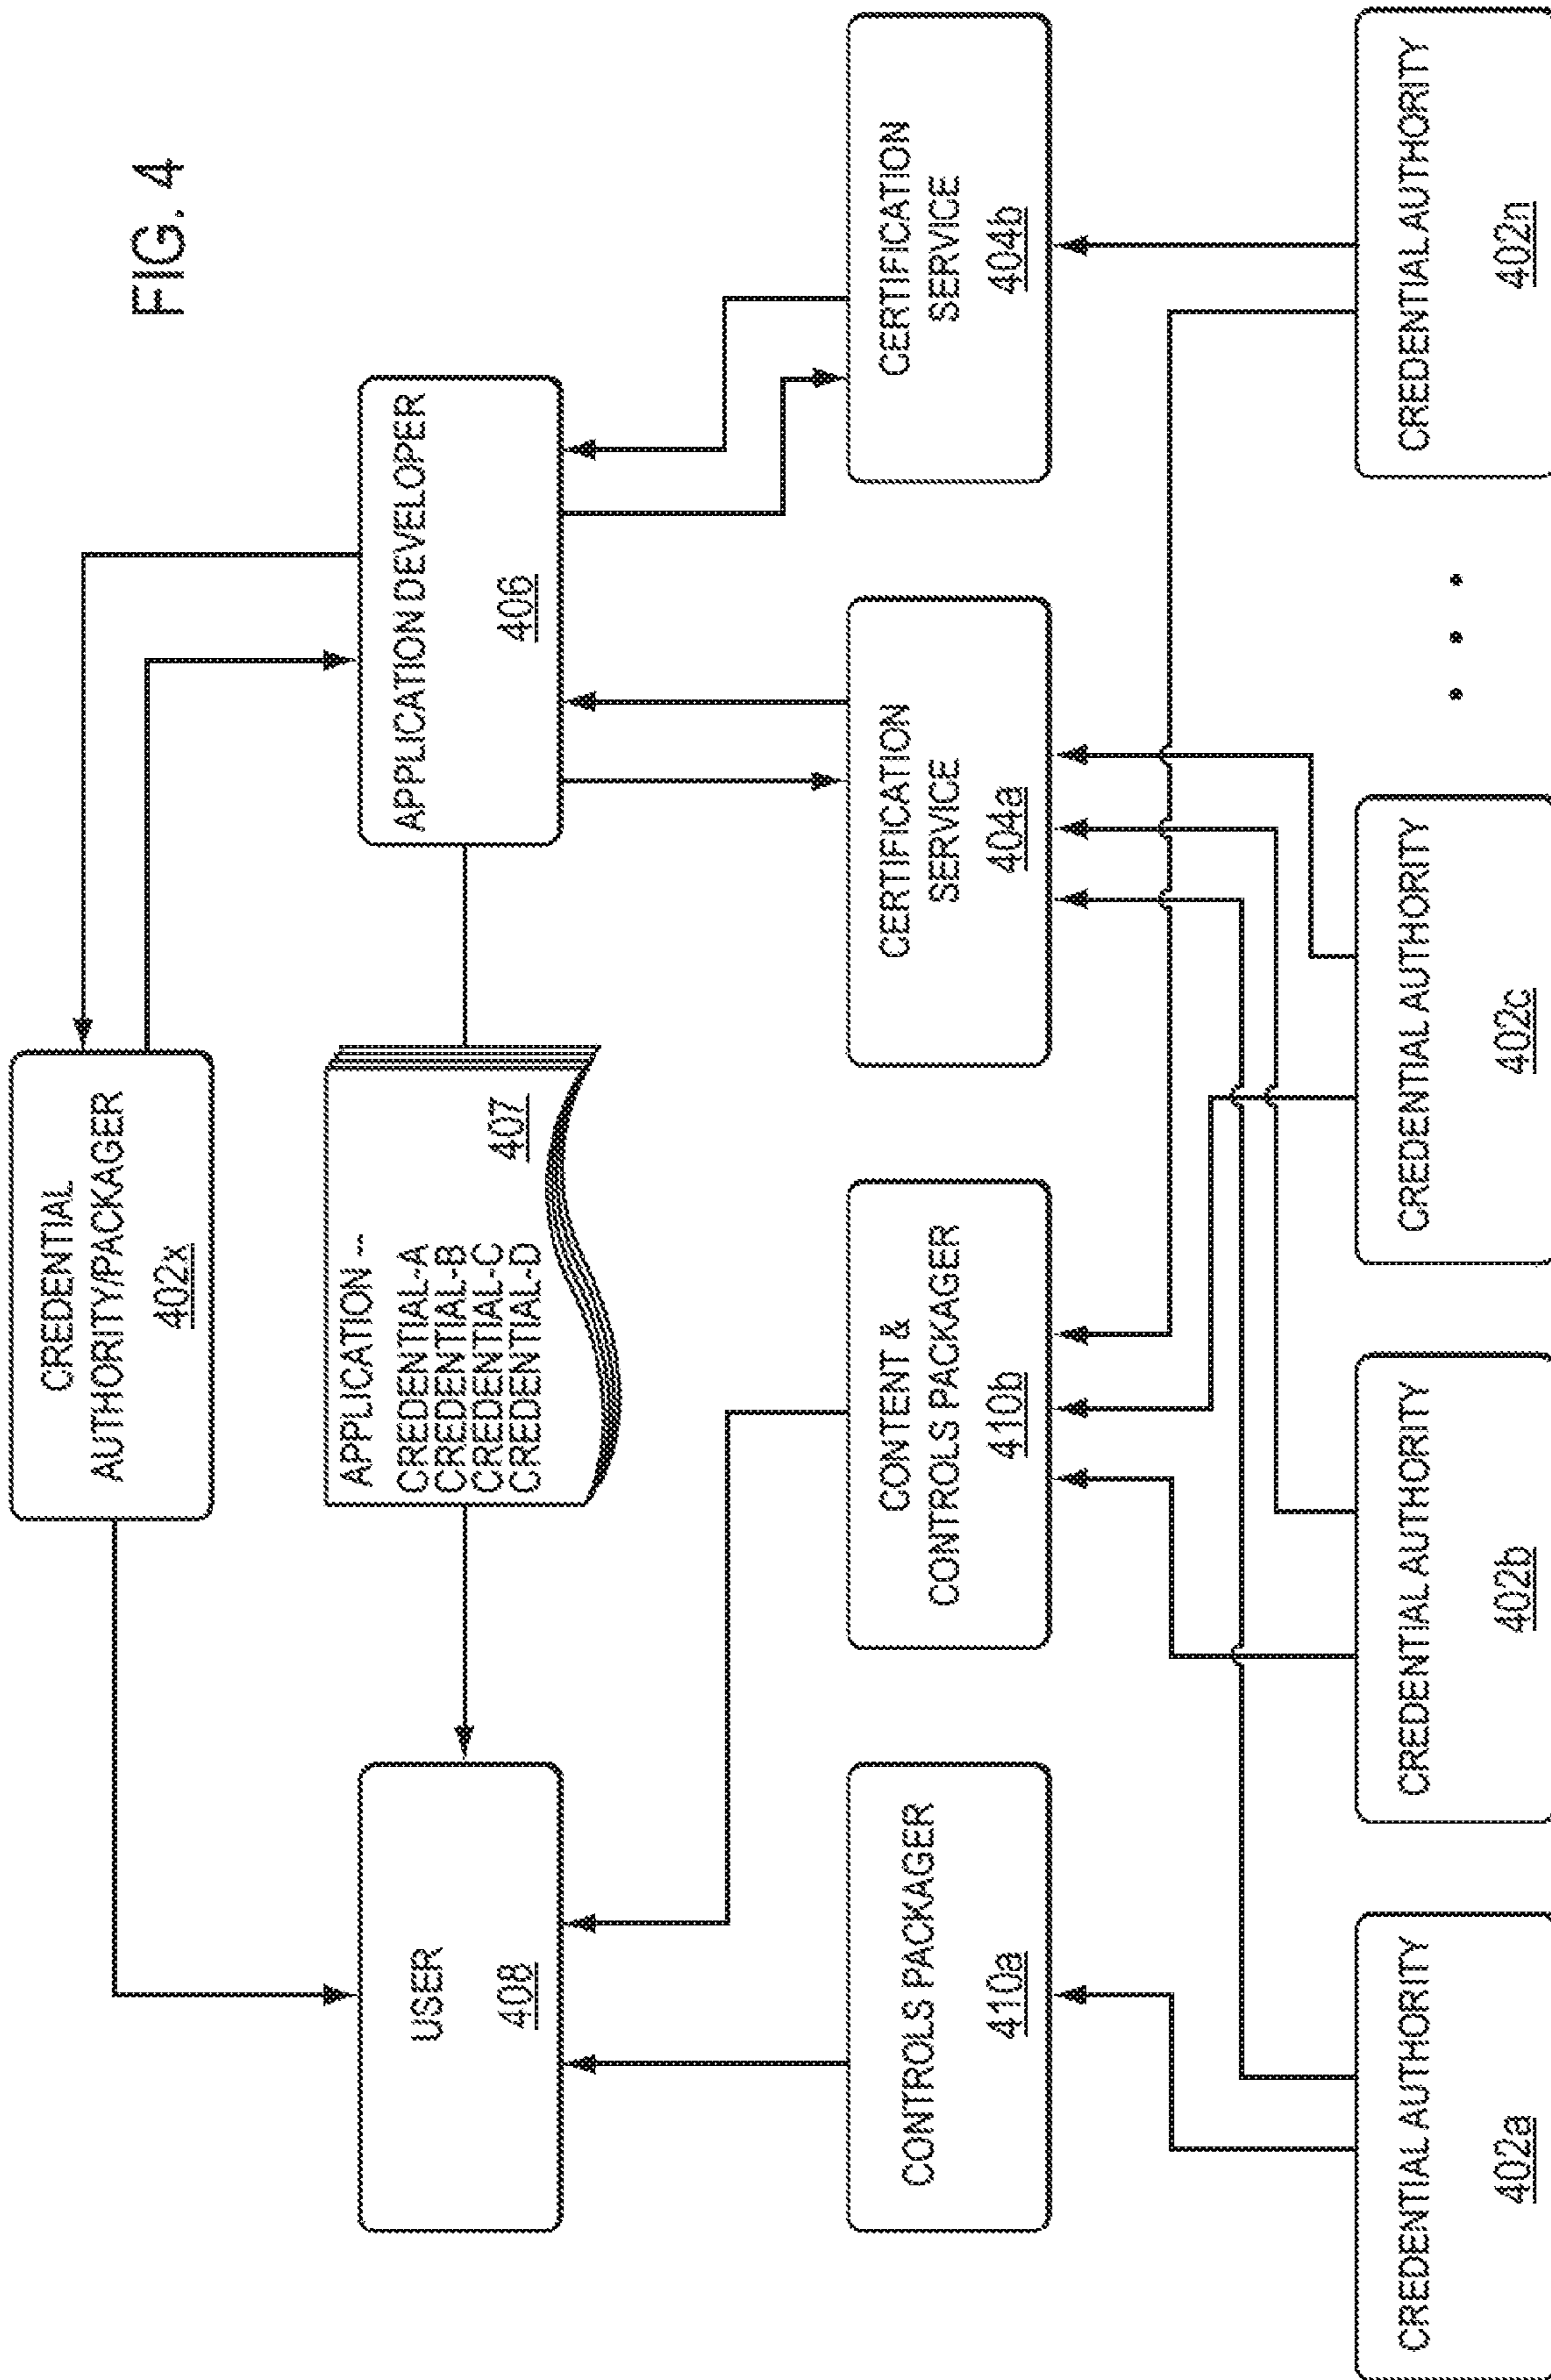 FIG. 4
CREDENTIAL
AUTHORITY/PACKAGER
402x
USER
408
APPLICATION --
CREDENTIAL-A
CREDENTIAL-B
CREDENTIAL-C
CREDENTIAL-D
407
APPLICATION DEVELOPER
406
CONTROLS PACKAGER
410a
CONTENT &
CONTROLS PACKAGER
410b
CERTIFICATION
SERVICE
404a
CERTIFICATION
SERVICE
404b
CREDENTIAL AUTHORITY
402a
CREDENTIAL AUTHORITY
402b
CREDENTIAL AUTHORITY
402c
• • •
CREDENTIAL AUTHORITY
402n